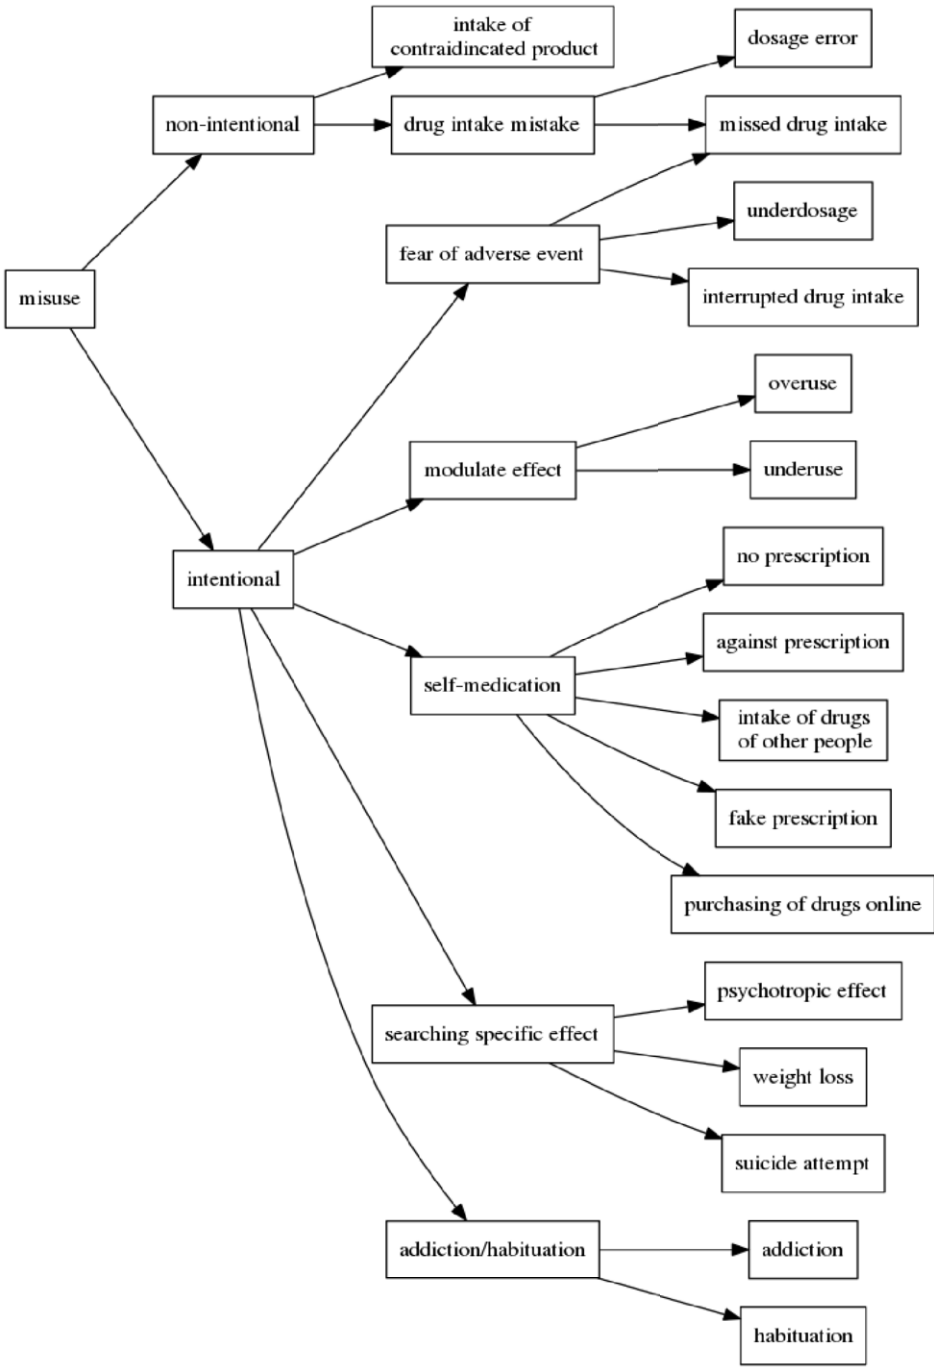 intake of
contraidincated product
dosage error
non-intentional
drug intake mistake
missed drug intake
underdosage
fear of adverse event
misuse
interrupted drug intake
overuse
modulate effect
underuse
no prescription
intentional
against prescription
self-medication
intake of drugs
of other people
fake prescription
purchasing of drugs online
psychotropic effect
searching specific effect
weight loss
suicide attempt
addiction/habituation
addiction
habituation